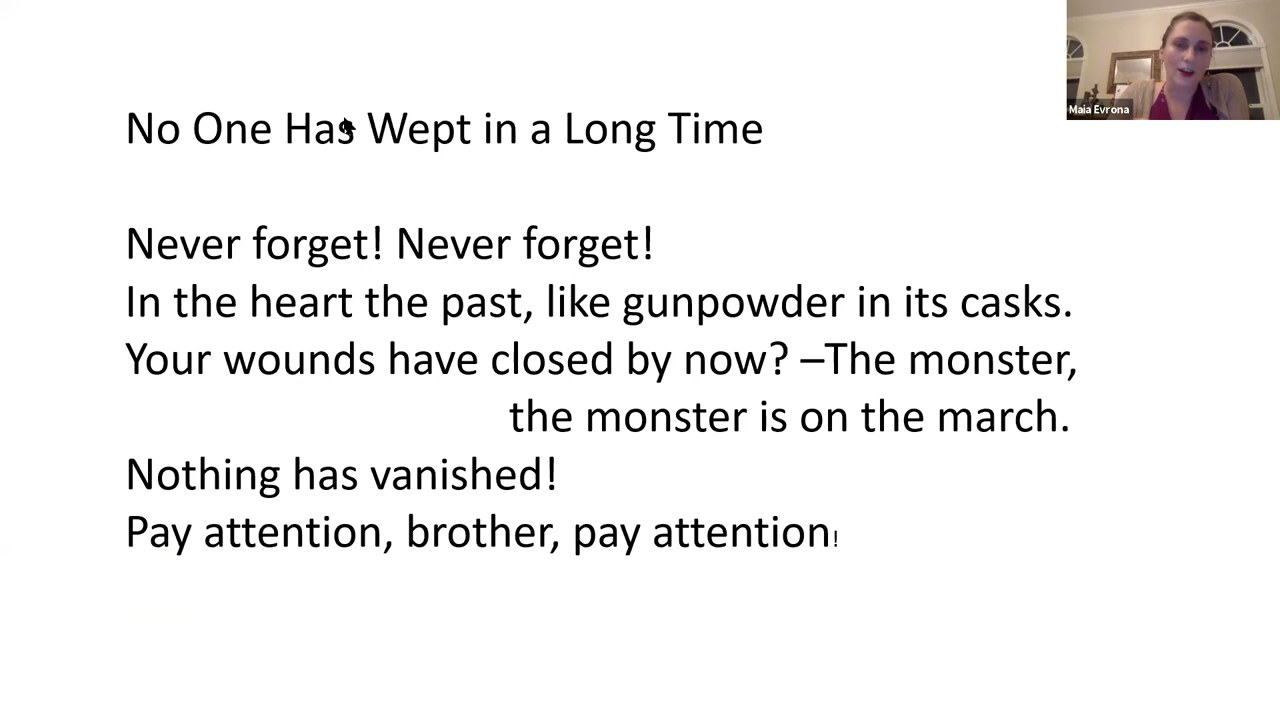 Maia Evrona
No One Has Wept in a Long Time
Never forget! Never forget!
In the heart the past, like gunpowder in its casks.
Your wounds have closed by now? –The monster,
the monster is on the march.
Nothing has vanished!
Pay attention, brother, pay attention!